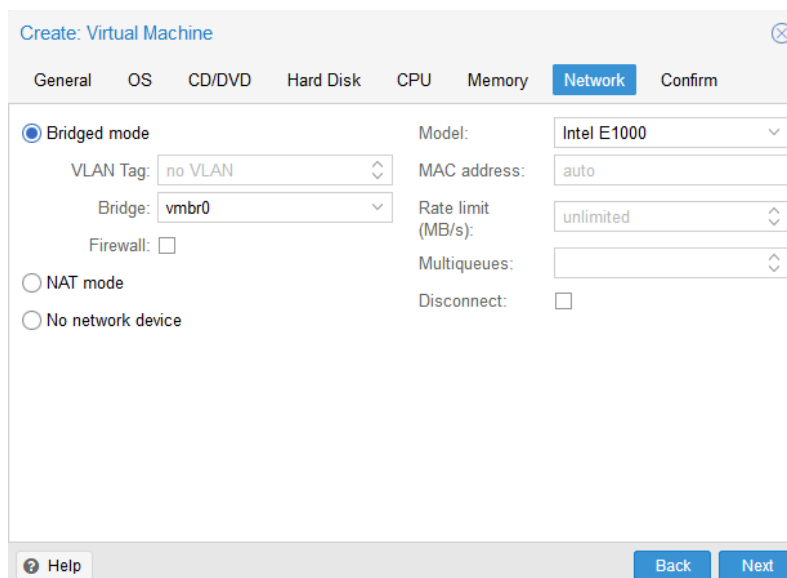 Create: Virtual Machine
General OS CD/DVD Hard Disk CPU Memory Network Confirm
Bridged mode
VLAN Tag: no VLAN
Bridge: vmbr0
Firewall:
NAT mode
No network device
Model: Intel E1000
MAC address: auto
Rate limit
(MB/s): unlimited
Multiqueues:
Disconnect:
Help Back Next